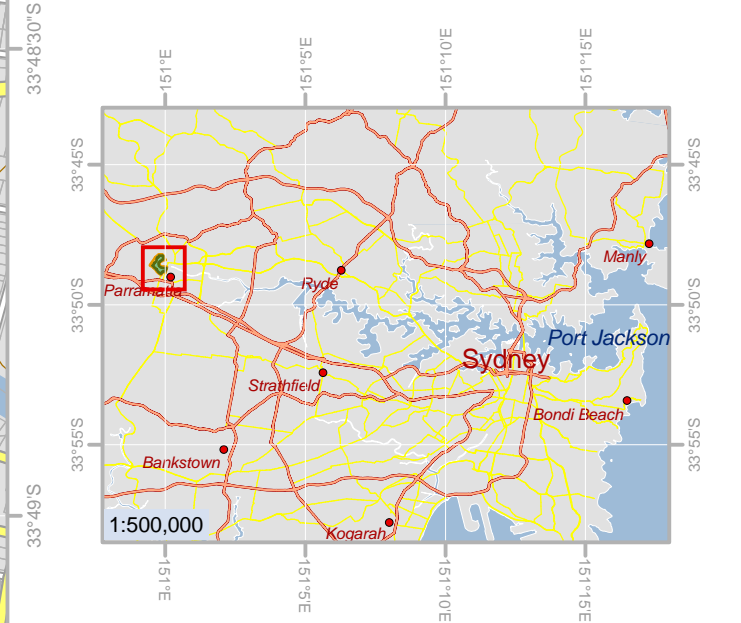 33°48'30"S
151°E
151°5'E
151°10'E
151°15'E
33°45'S
33°45'S
Manly
Ryde
Parramatta
33°50'S
33°50'S
Port Jackson
Sydney
Strathfield
Bondi Beach
33°55'S
33°55'S
Bankstown
33°49'S
1:500,000
Kogarah
151°E
151°5'E
151°10'E
151°15'E